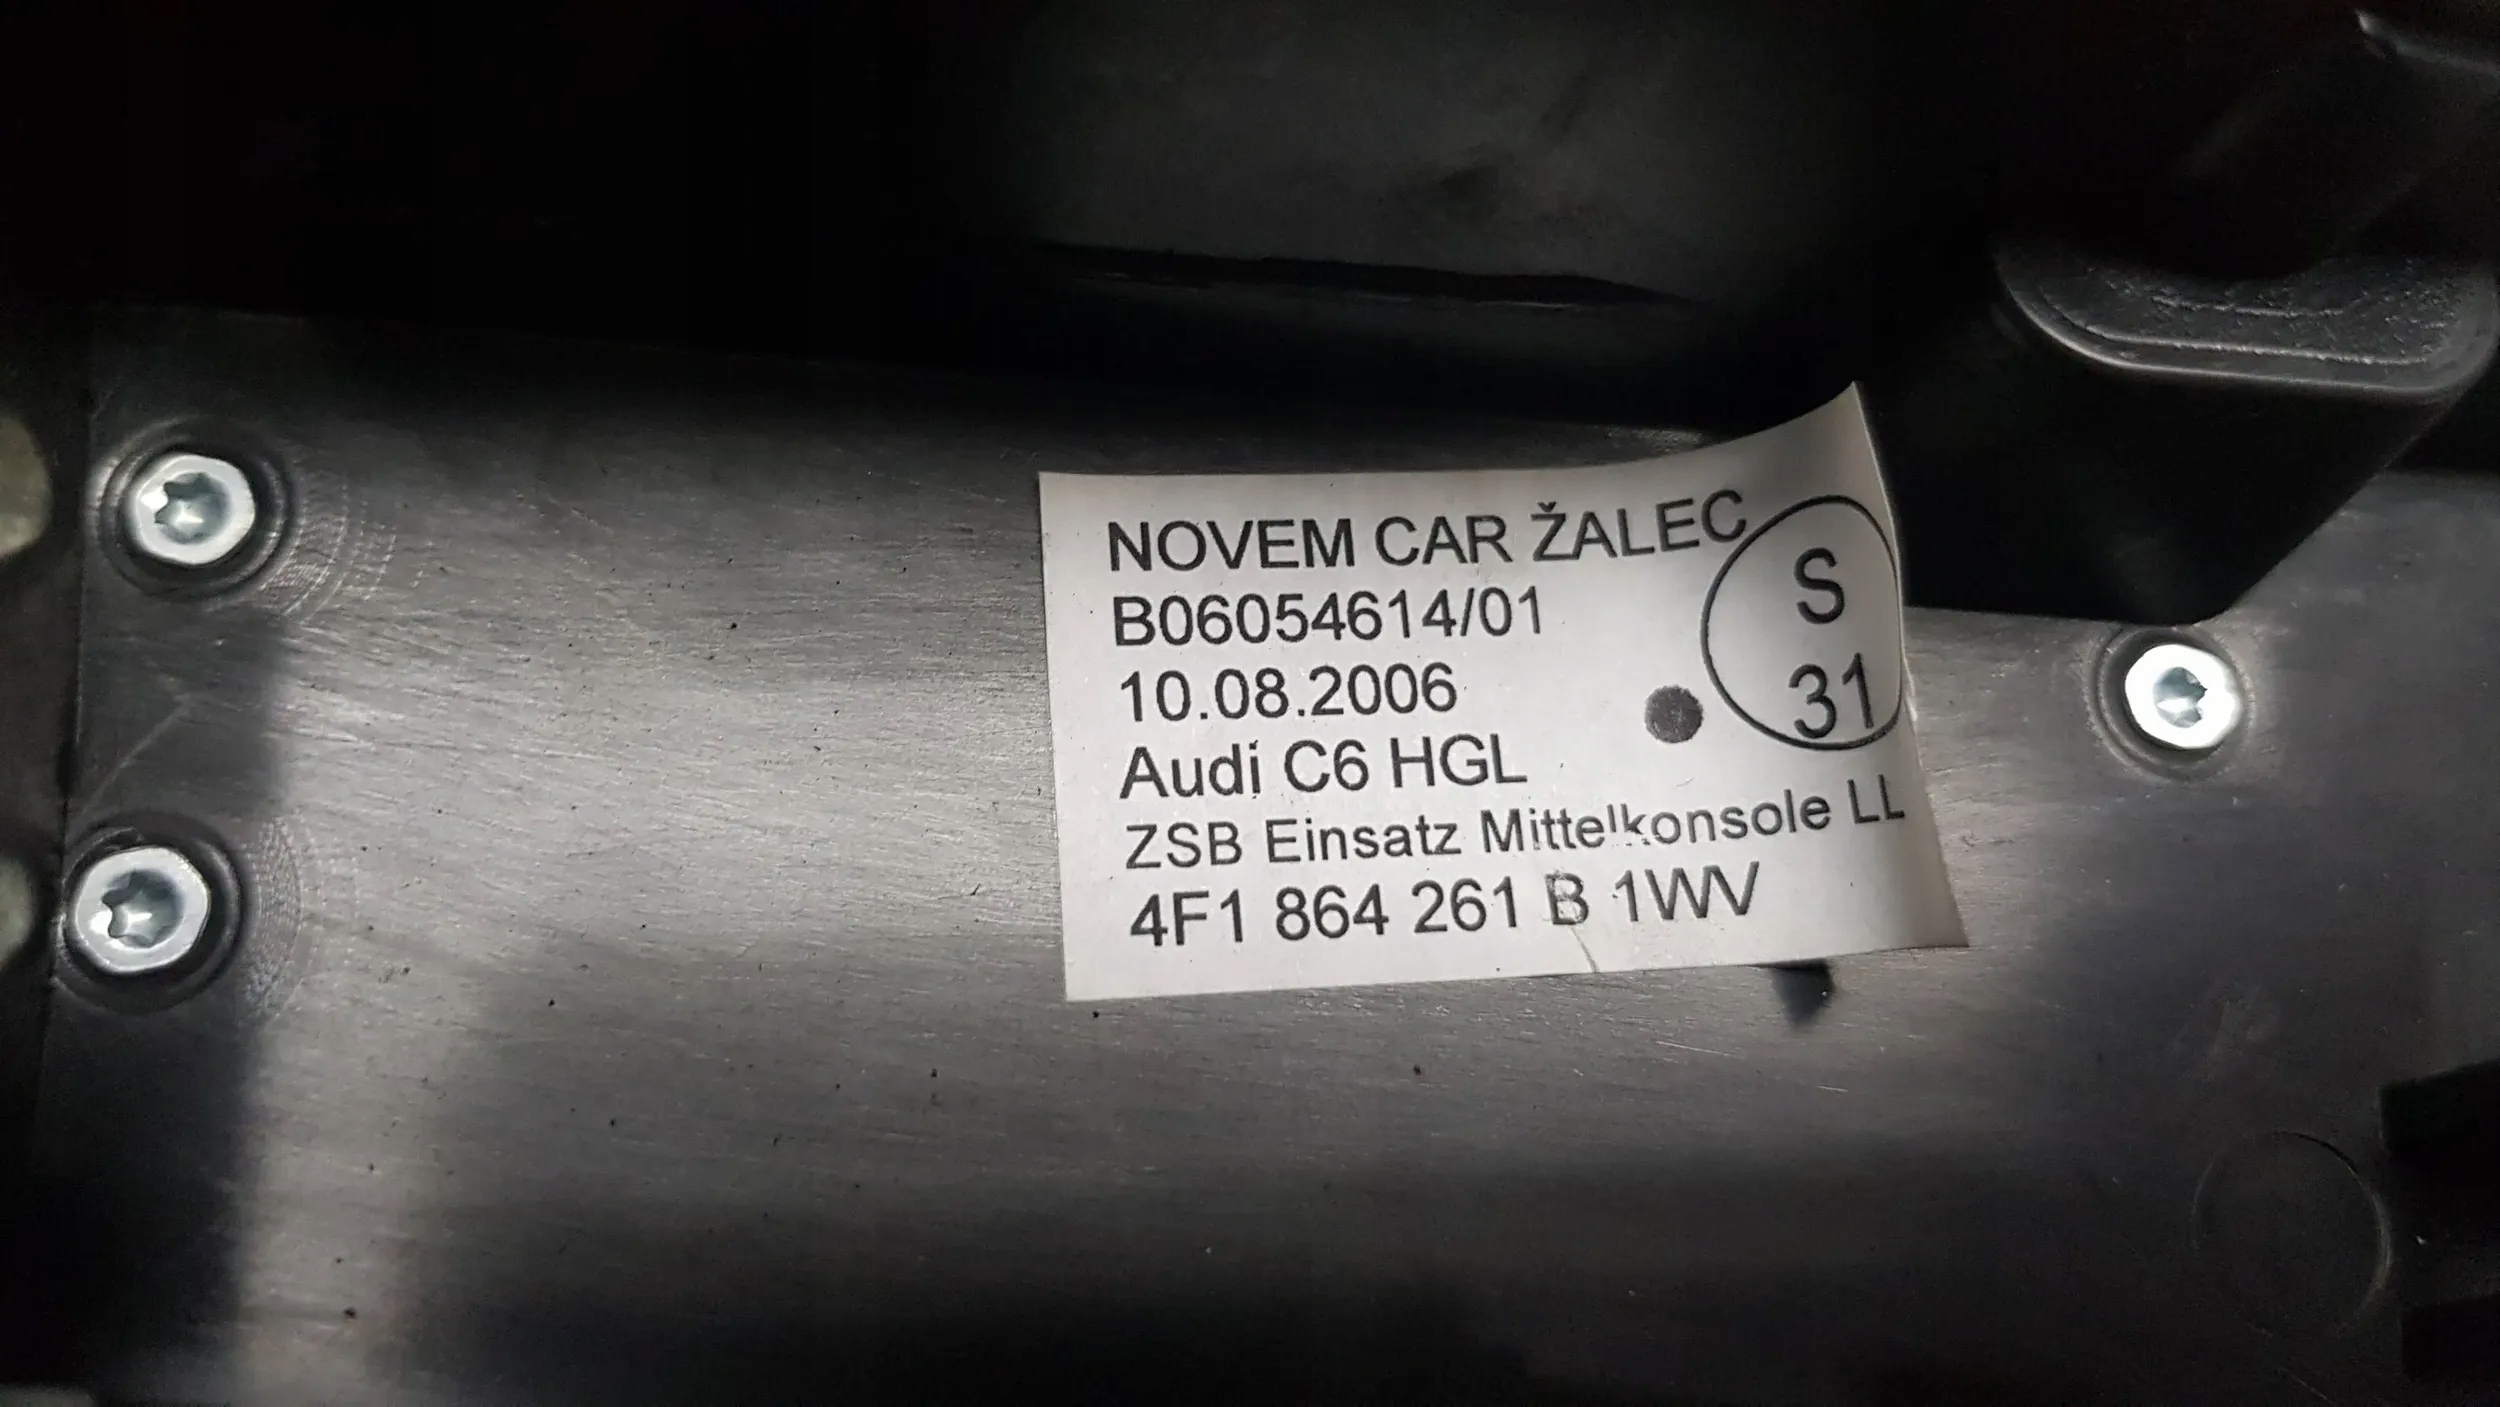 NOVEM CAR ŽALEC
B06054614/01
10.08.2006
Audi C6 HGL
ZSB Einsatz Mittelkonsole LL
4F1 864 261 B 1WV
S
31